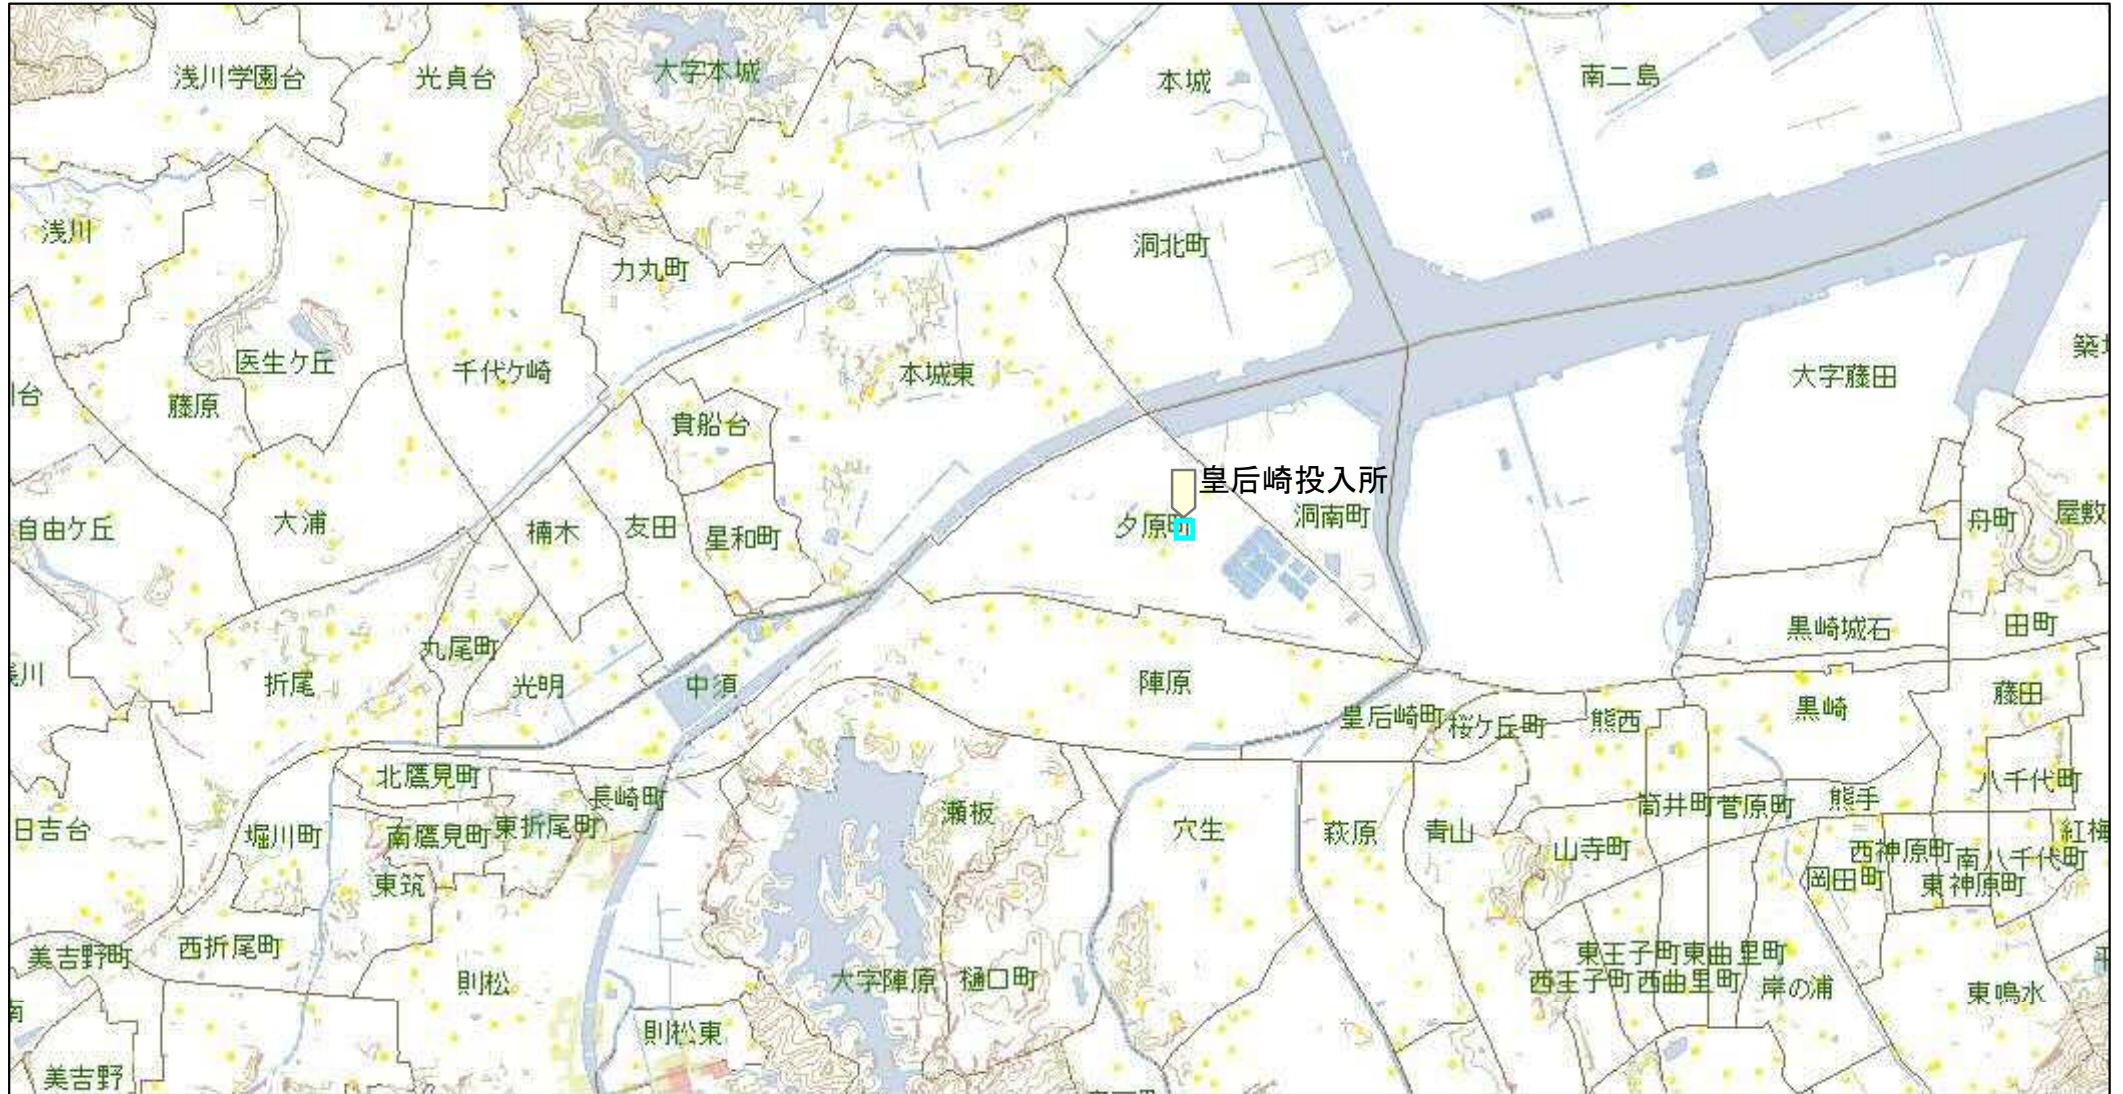 浅川学園台
光貞台
大字本城
本城
南二島
浅川
力丸町
洞北町
医生ケ丘
千代ケ崎
本城東
大字藤田
藤原
貴船台
皇后崎投入所
自由ケ丘
大浦
楠木
友田
星和町
夕原町
洞南町
舟町
屋敷
黒崎城石
田町
丸尾町
折尾
光明
中須
陣原
皇后崎町
桜ケ丘町
熊西
黒崎
藤田
北鷹見町
長崎町
八千代町
日吉台
堀川町
南鷹見町
東折尾町
瀬板
穴生
萩原
青山
山寺町
筒井町
菅原町
熊手
紅梅
西神原町
南八千代町
東筑
岡田町
東神原町
美吉野町
西折尾町
則松
大字陣原
樋口町
東王子町
東曲里町
西王子町
西曲里町
岸の浦
東鳴水
則松東
美吉野